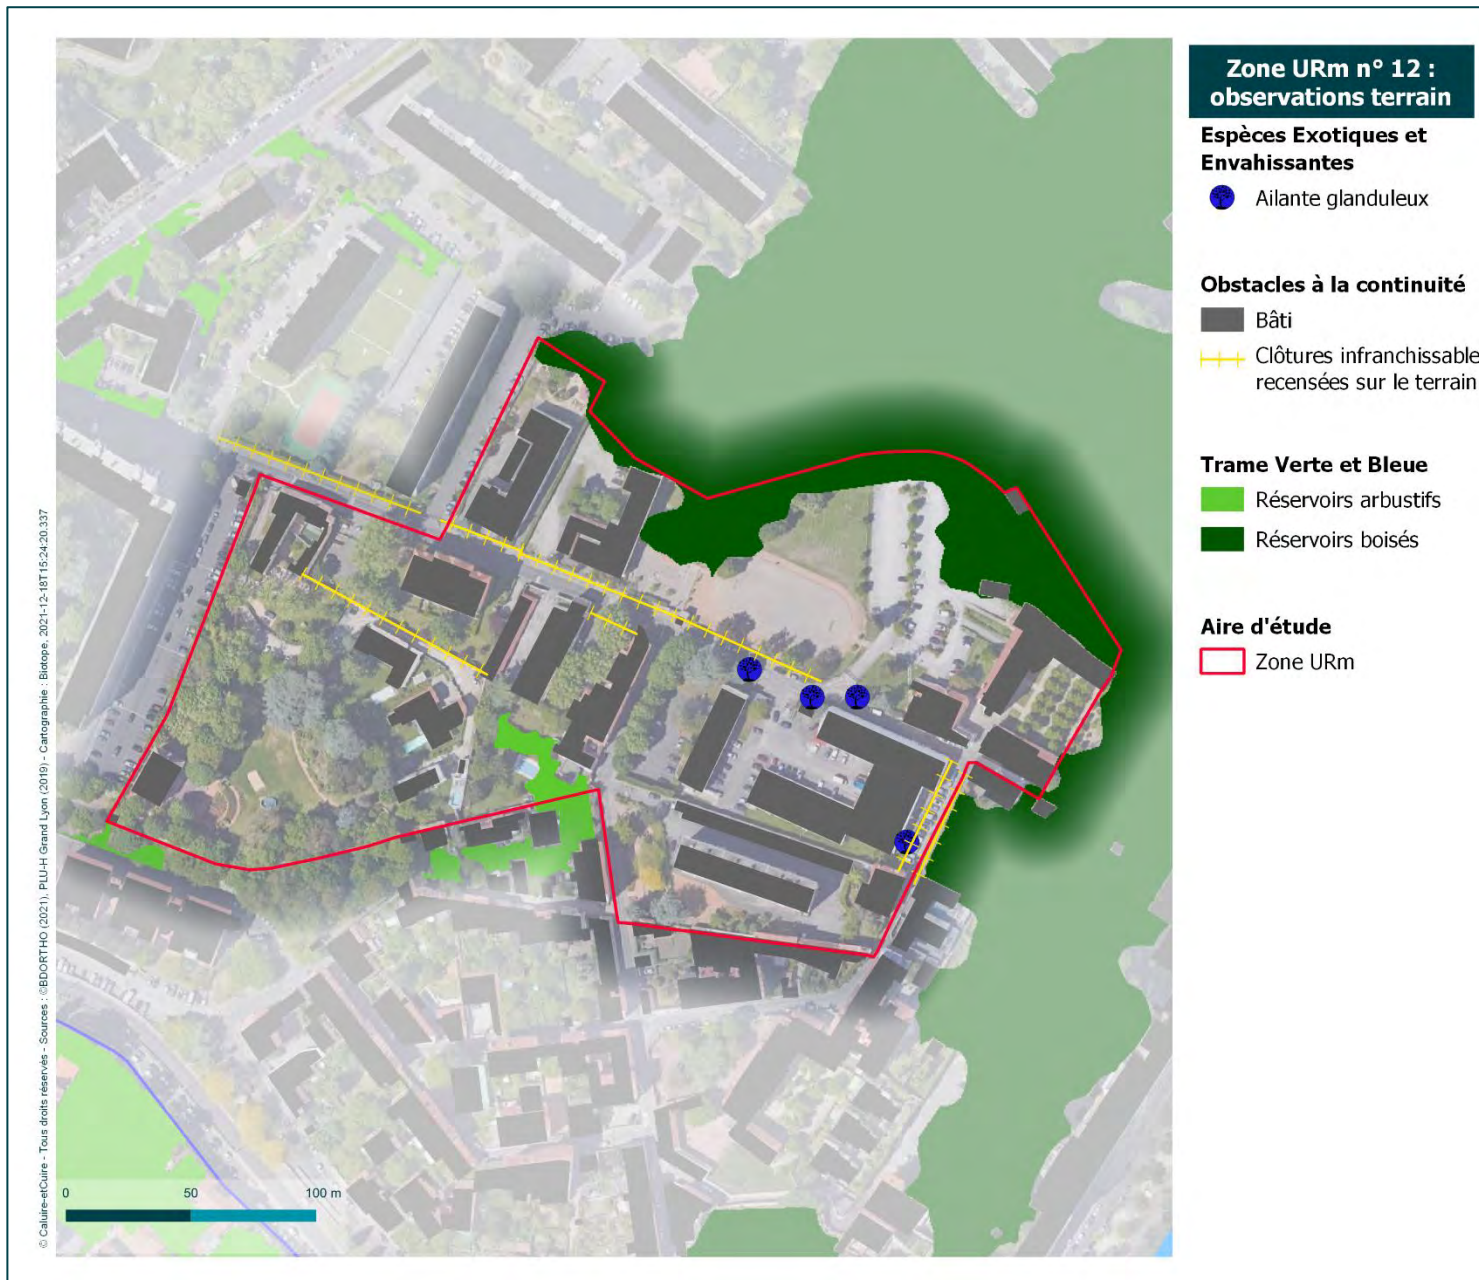 Zone URm n° 12 :
observations terrain
Espèces Exotiques et
Envahissantes
Ailante glanduleux
Obstacles à la continuité
Bâti
Clôtures infranchissable
recensées sur le terrain
Trame Verte et Bleue
Réservoirs arbustifs
Réservoirs boisés
Aire d'étude
Zone URm
0 50 100 m
© Caluire-etCuire - Tous droits réservés - Sources : ©BDORTHO (2021), PLU-H Grand Lyon (2019) - Cartographie : Biotope, 2021-12-18T15:24:20.337